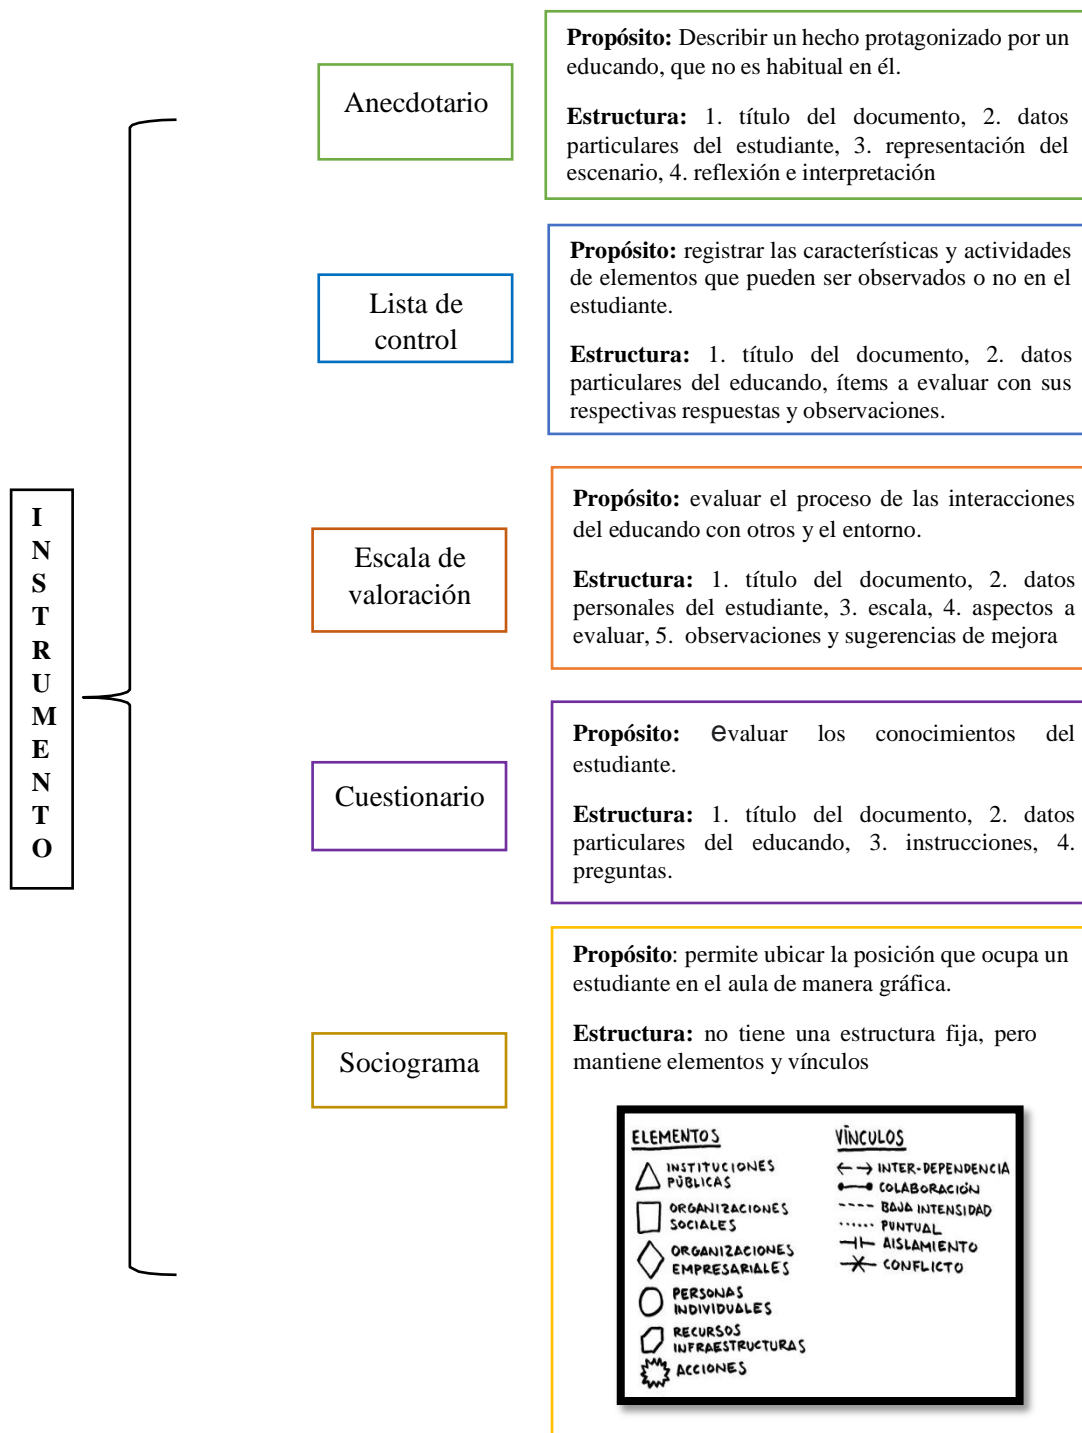 INSTRUMENTO
Anecdotario
Propósito: Describir un hecho protagonizado por un
educando, que no es habitual en él.
Estructura: 1. título del documento, 2. datos
particulares del estudiante, 3. representación del
escenario, 4. reflexión e interpretación
Lista de
control
Propósito: registrar las características y actividades
de elementos que pueden ser observados o no en el
estudiante.
Estructura: 1. título del documento, 2. datos
particulares del educando, ítems a evaluar con sus
respectivas respuestas y observaciones.
Escala de
valoración
Propósito: evaluar el proceso de las interacciones
del educando con otros y el entorno.
Estructura: 1. título del documento, 2. datos
personales del estudiante, 3. escala, 4. aspectos a
evaluar, 5. observaciones y sugerencias de mejora
Cuestionario
Propósito: evaluar los conocimientos del
estudiante.
Estructura: 1. título del documento, 2. datos
particulares del educando, 3. instrucciones, 4.
preguntas.
Sociograma
Propósito: permite ubicar la posición que ocupa un
estudiante en el aula de manera gráfica.
Estructura: no tiene una estructura fija, pero
mantiene elementos y vínculos
ELEMENTOS
INSTITUCIONES
PÚBLICAS
ORGANIZACIONES
SOCIALES
ORGANIZACIONES
EMPRESARIALES
PERSONAS
INDIVIDUALES
RECURSOS
INFRAESTRUCTURAS
ACCIONES
VÍNCULOS
INTER-DEPENDENCIA
COLABORACIÓN
BAJA INTENSIDAD
PUNTUAL
AISLAMIENTO
CONFLICTO